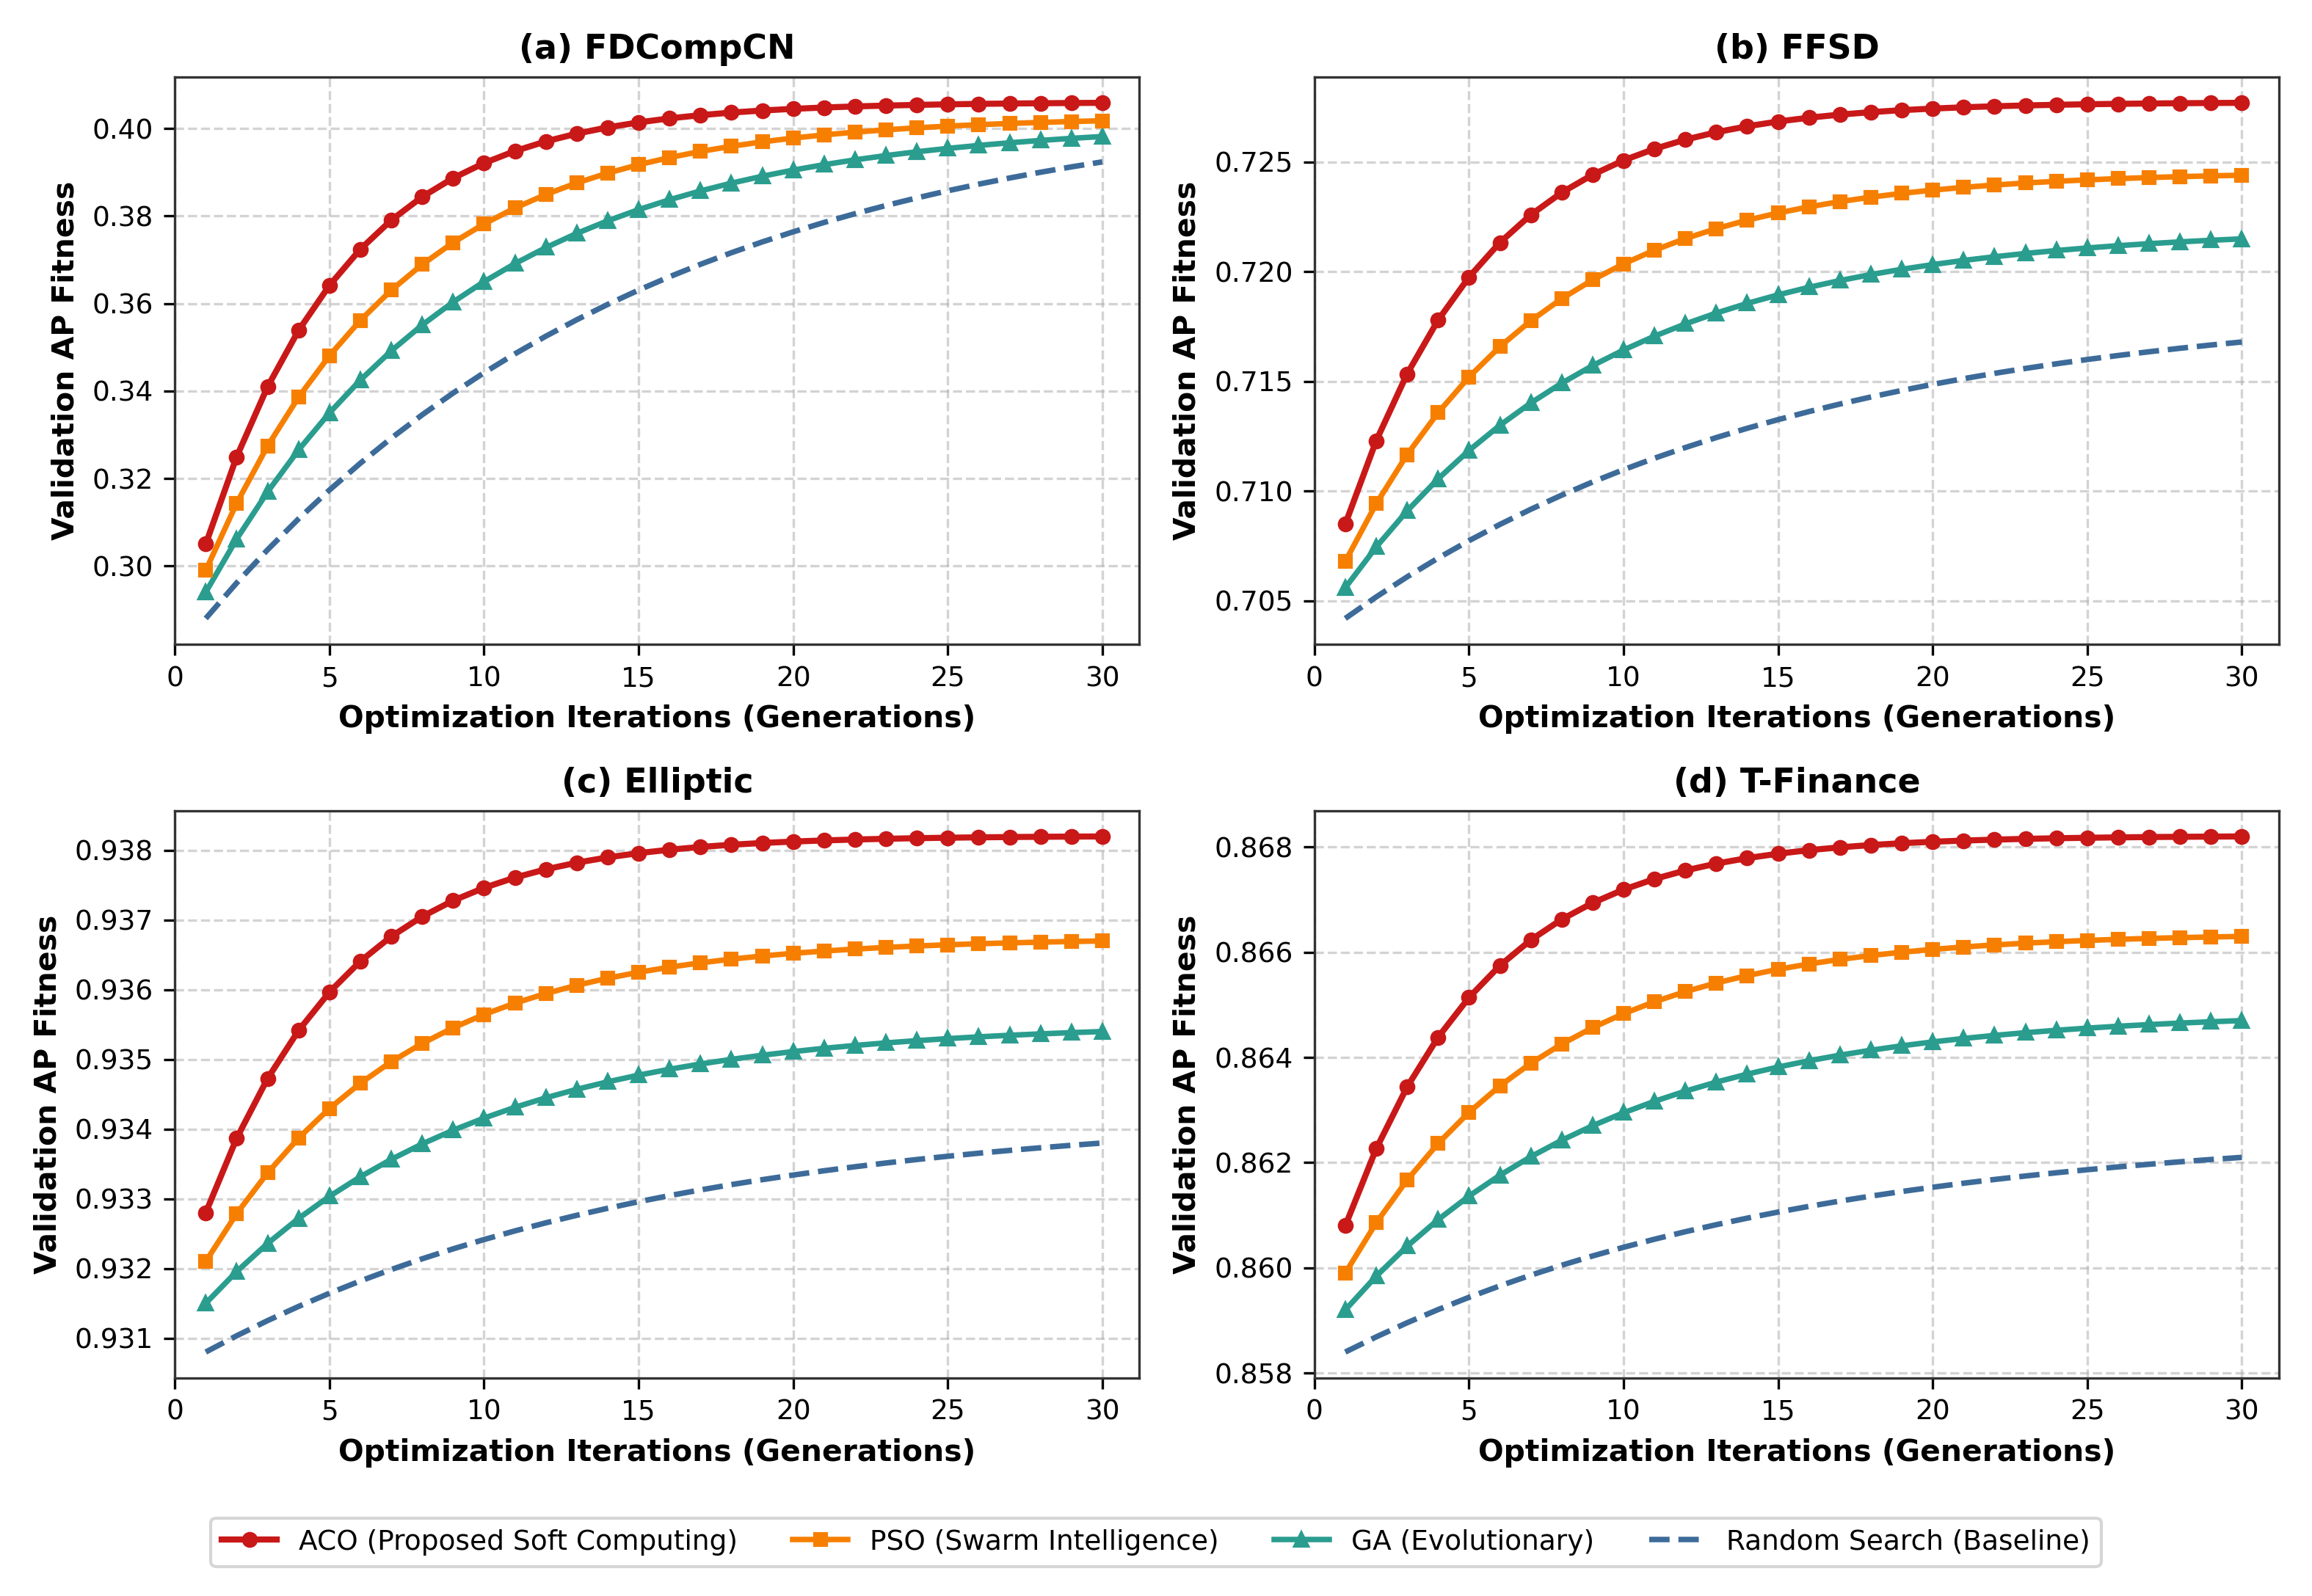 (a) FDCompCN
Validation AP Fitness
0.40
0.38
0.36
0.34
0.32
0.30
0 5 10 15 20 25 30
Optimization Iterations (Generations)
(b) FFSD
Validation AP Fitness
0.725
0.720
0.715
0.710
0.705
0 5 10 15 20 25 30
Optimization Iterations (Generations)
(c) Elliptic
Validation AP Fitness
0.938
0.937
0.936
0.935
0.934
0.933
0.932
0.931
0 5 10 15 20 25 30
Optimization Iterations (Generations)
(d) T-Finance
Validation AP Fitness
0.868
0.866
0.864
0.862
0.860
0.858
0 5 10 15 20 25 30
Optimization Iterations (Generations)
ACO (Proposed Soft Computing) PSO (Swarm Intelligence) GA (Evolutionary) Random Search (Baseline)